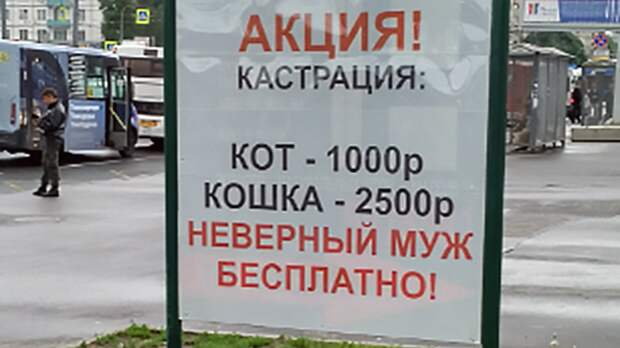 АКЦИЯ!
КАСТРАЦИЯ:
КОТ - 1000р
КОШКА - 2500р
НЕВЕРНЫЙ МУЖ
БЕСПЛАТНО!